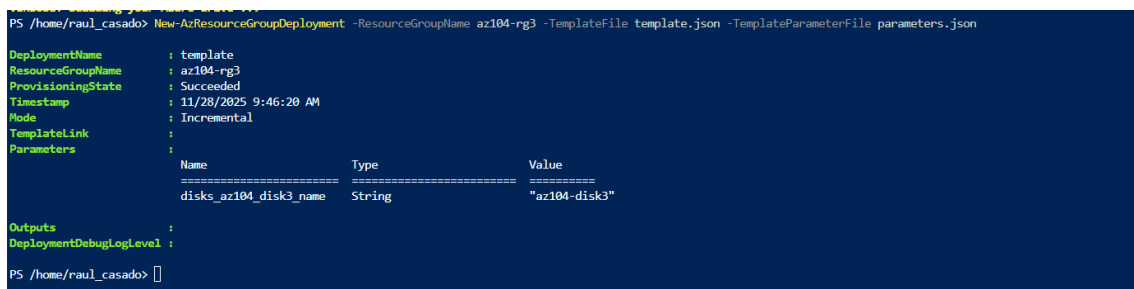 PS /home/raul_casado> New-AzResourceGroupDeployment -ResourceGroupName az104-rg3 -TemplateFile template.json -TemplateParameterFile parameters.json
DeploymentName : template
ResourceGroupName : az104-rg3
ProvisioningState : Succeeded
Timestamp : 11/28/2025 9:46:20 AM
Mode : Incremental
TemplateLink :
Parameters :
Name Type Value
======================== ========================= ==========
disks_az104_disk3_name String "az104-disk3"
Outputs :
DeploymentDebugLogLevel :
PS /home/raul_casado>